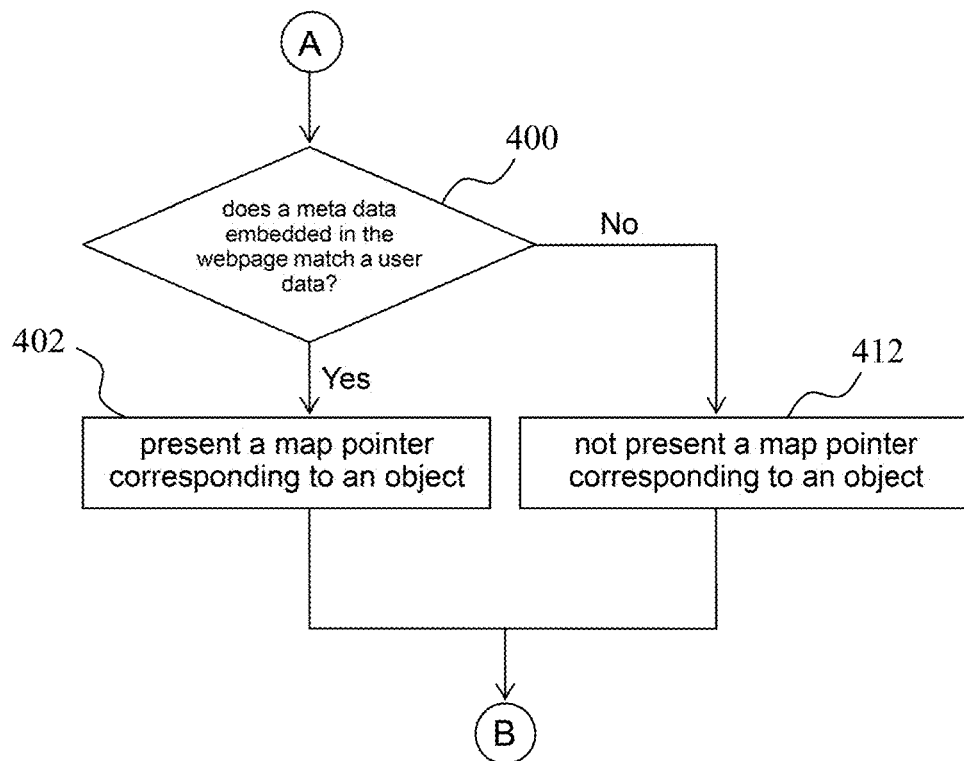 A
400
does a meta data
embedded in the
webpage match a user
data?
No
402
Yes
412
present a map pointer
corresponding to an object
not present a map pointer
corresponding to an object
B